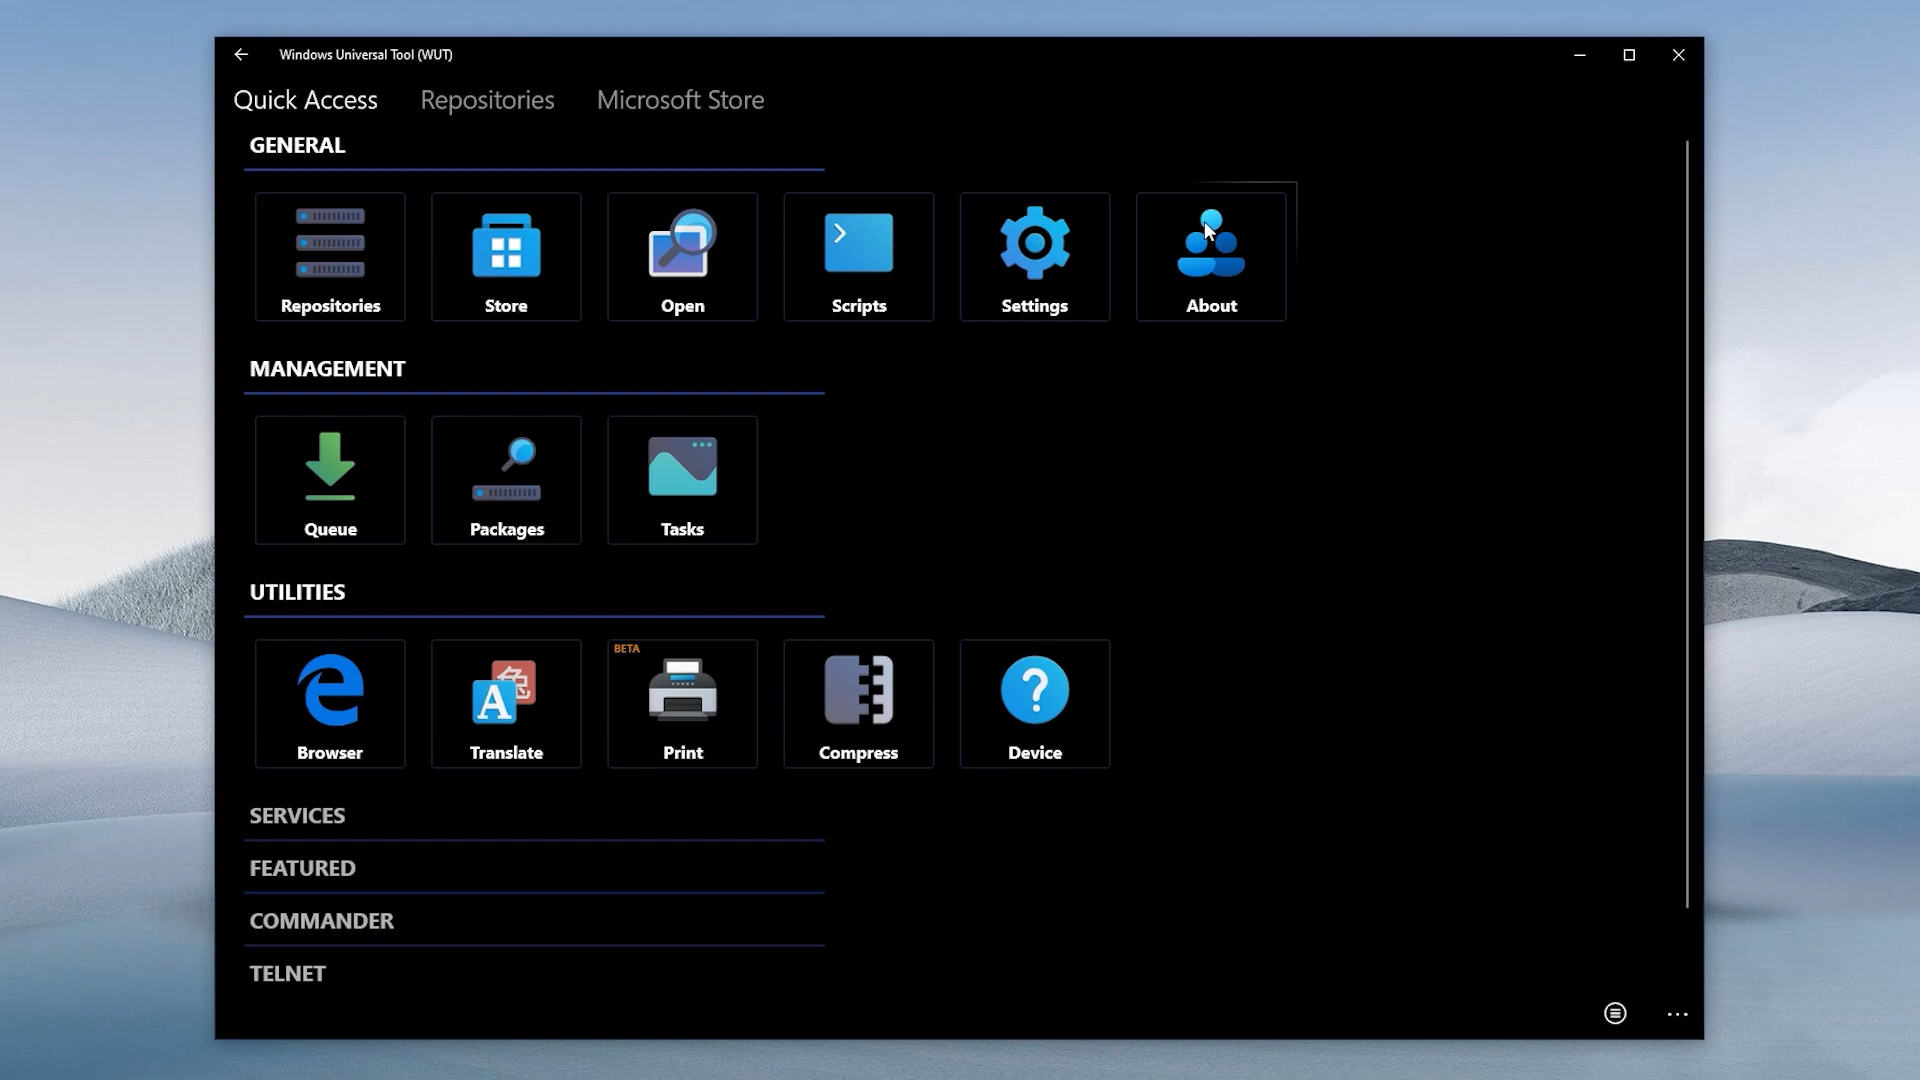 Windows Universal Tool (WUT)
Quick Access Repositories Microsoft Store
GENERAL
Repositories Store Open Scripts Settings About
MANAGEMENT
Queue Packages Tasks
UTILITIES
BETA
Browser Translate Print Compress Device
SERVICES
FEATURED
COMMANDER
TELNET